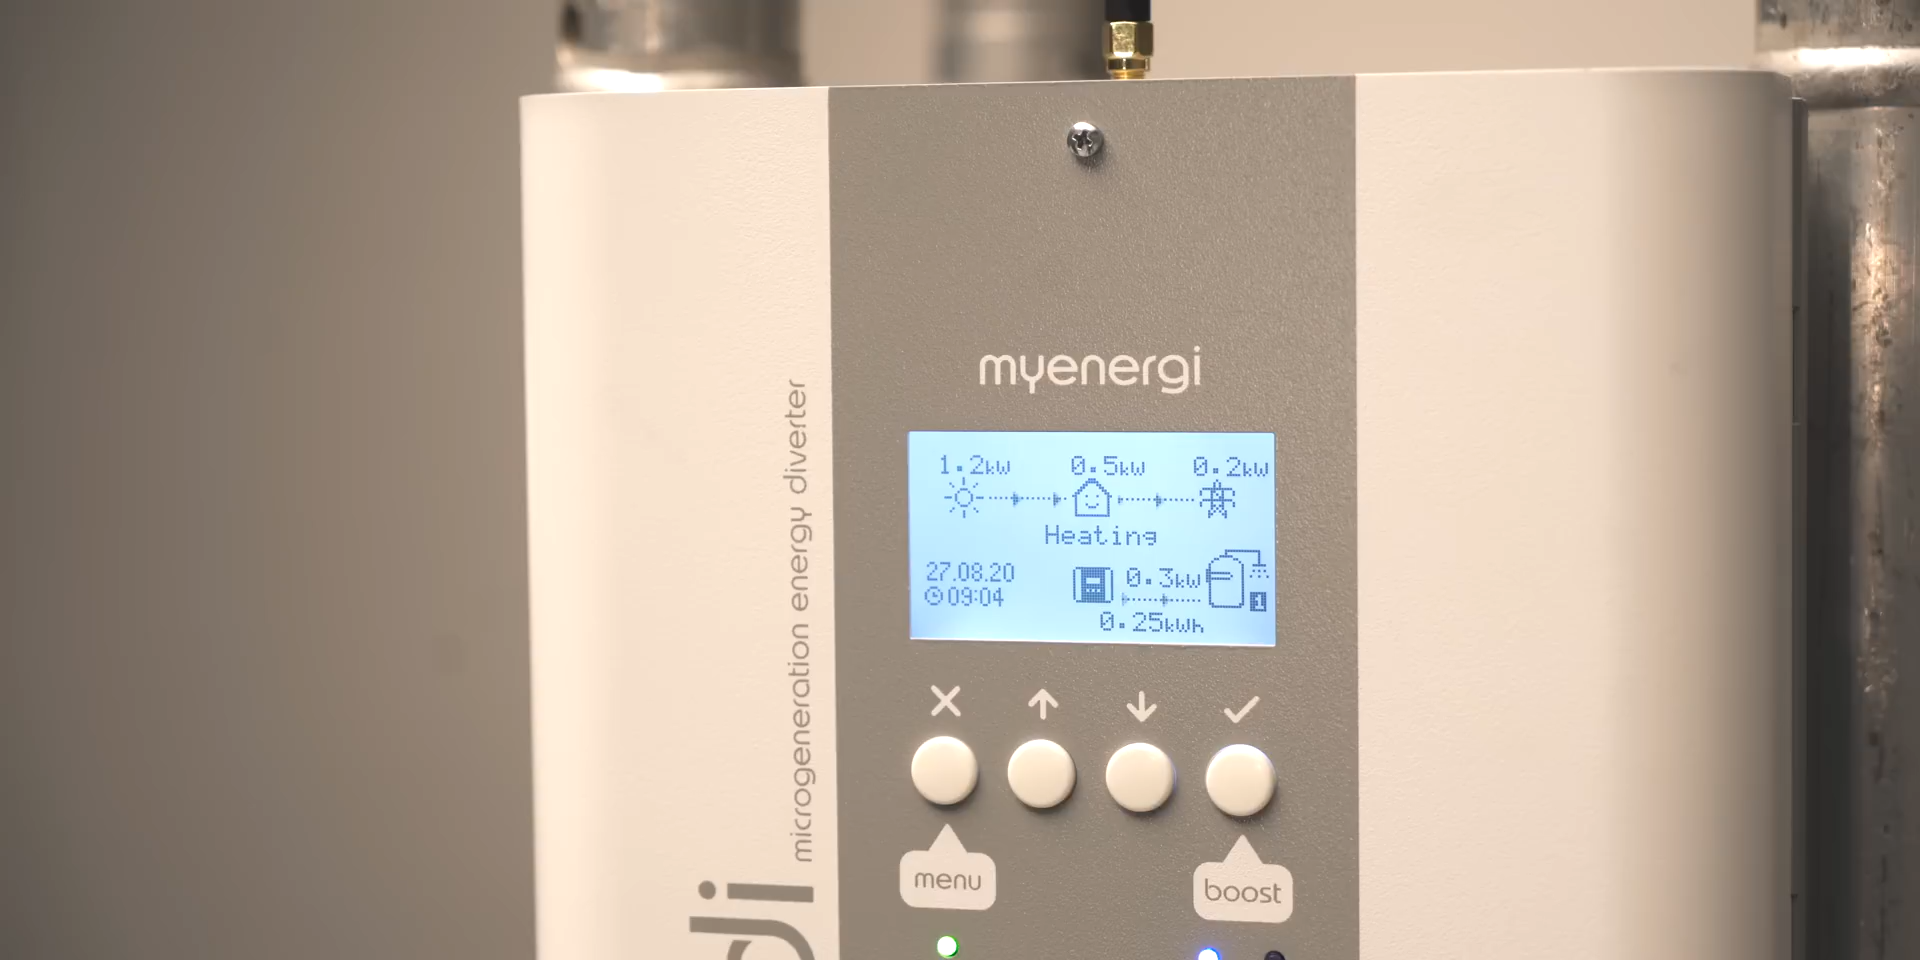 myenergi
1.2kW 0.5kW 0.2kW
Heating
27.08.20
09:04
0.3kW
1
0.25kWh
menu
boost
microgeneration energy diverter